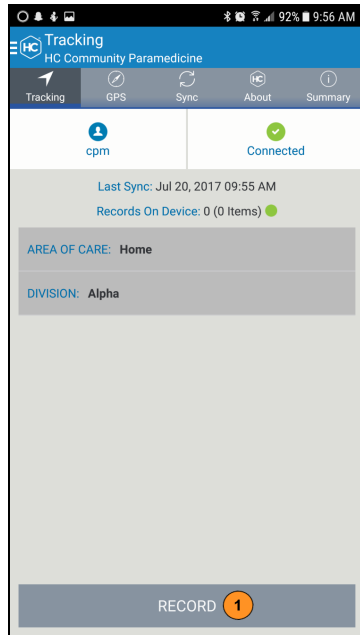 92% 9:56 AM
HC Tracking
HC Community Paramedicine
Tracking GPS Sync HC About Summary
cpm Connected
Last Sync: Jul 20, 2017 09:55 AM
Records On Device: 0 (0 Items)
AREA OF CARE: Home
DIVISION: Alpha
RECORD 1